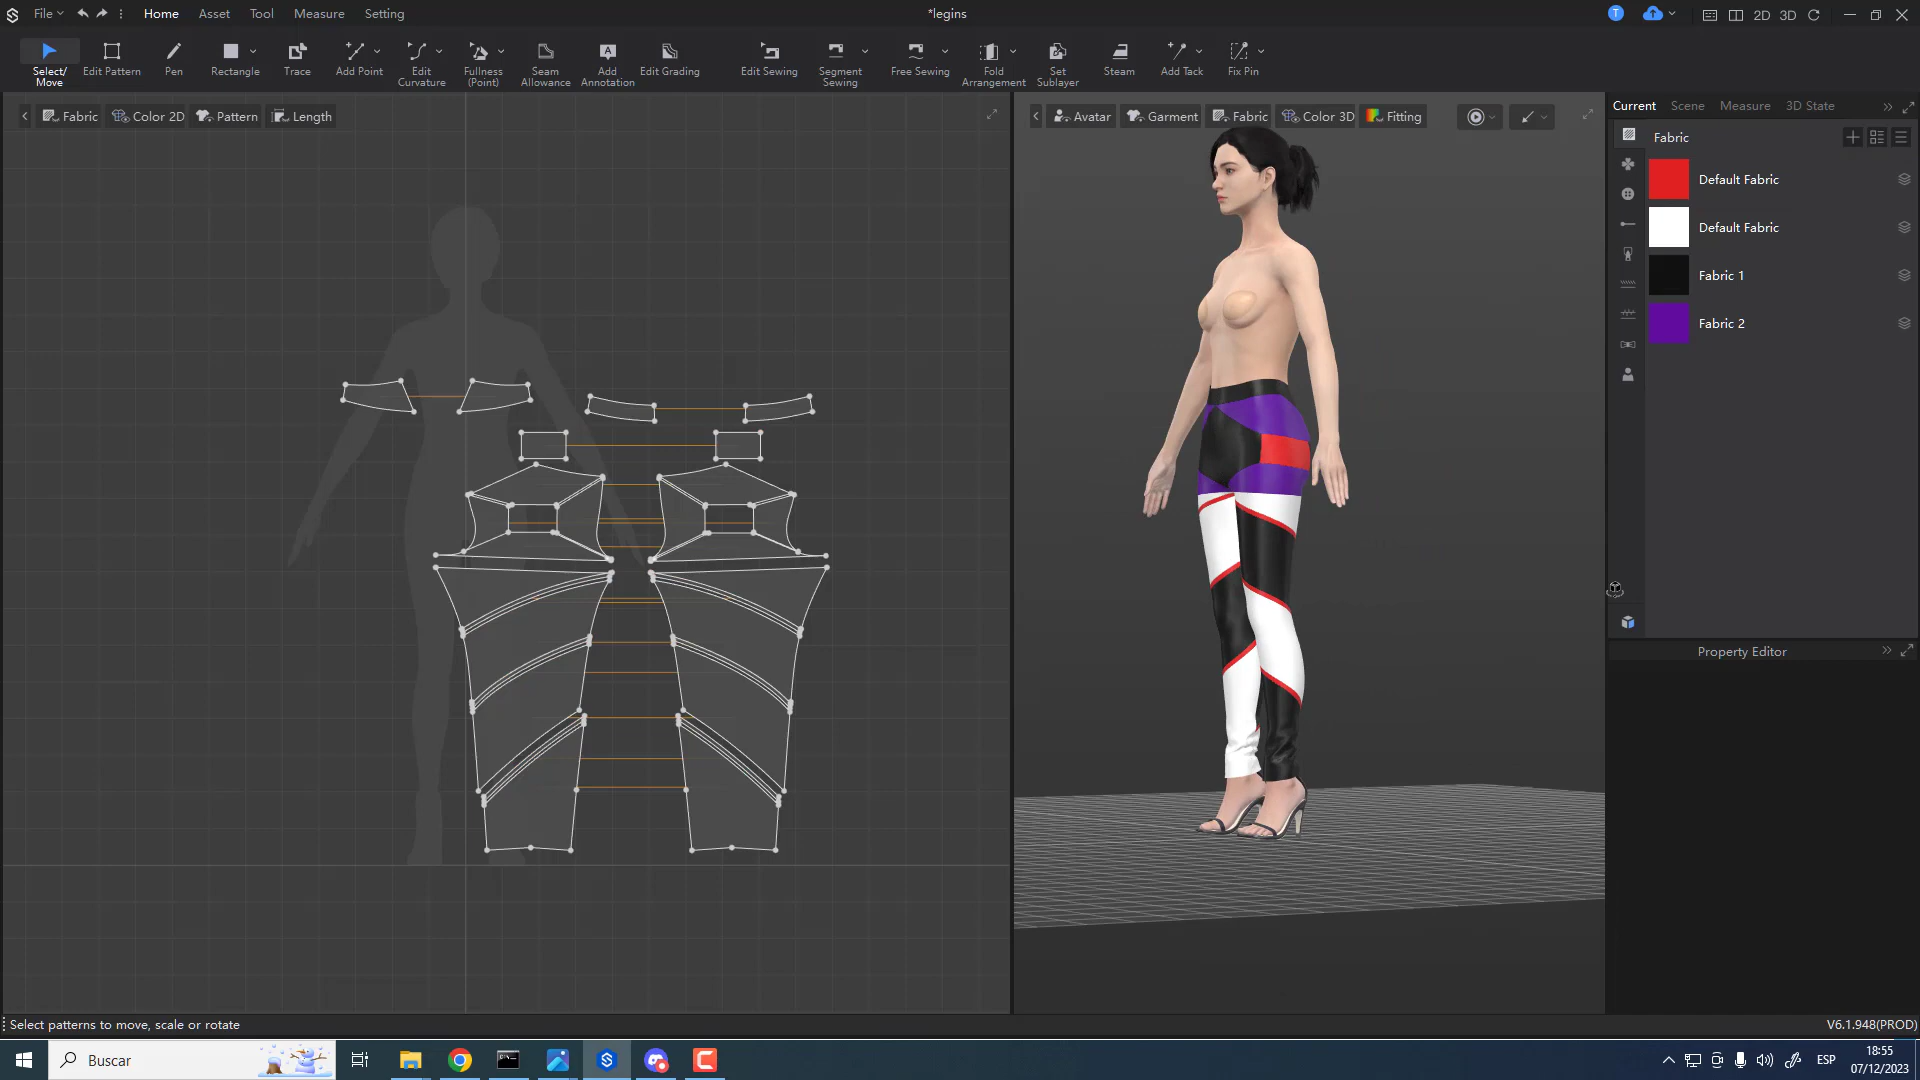 File
Home
Asset
Tool
Measure
Setting
*legins
T
2D
3D
Select/
Move
Edit Pattern
Pen
Rectangle
Trace
Add Point
Edit
Curvature
Fullness
(Point)
Seam
Allowance
Add
Annotation
Edit Grading
Edit Sewing
Segment
Sewing
Free Sewing
Fold
Arrangement
Set
Sublayer
Steam
Add Tack
Fix Pin
Fabric
Color 2D
Pattern
Length
Avatar
Garment
Fabric
Color 3D
Fitting
Current
Scene
Measure
3D State
Fabric
Default Fabric
Default Fabric
Fabric 1
Fabric 2
Property Editor
Select patterns to move, scale or rotate
V6.1.948(PROD)
Buscar
ESP
18:55
07/12/2023